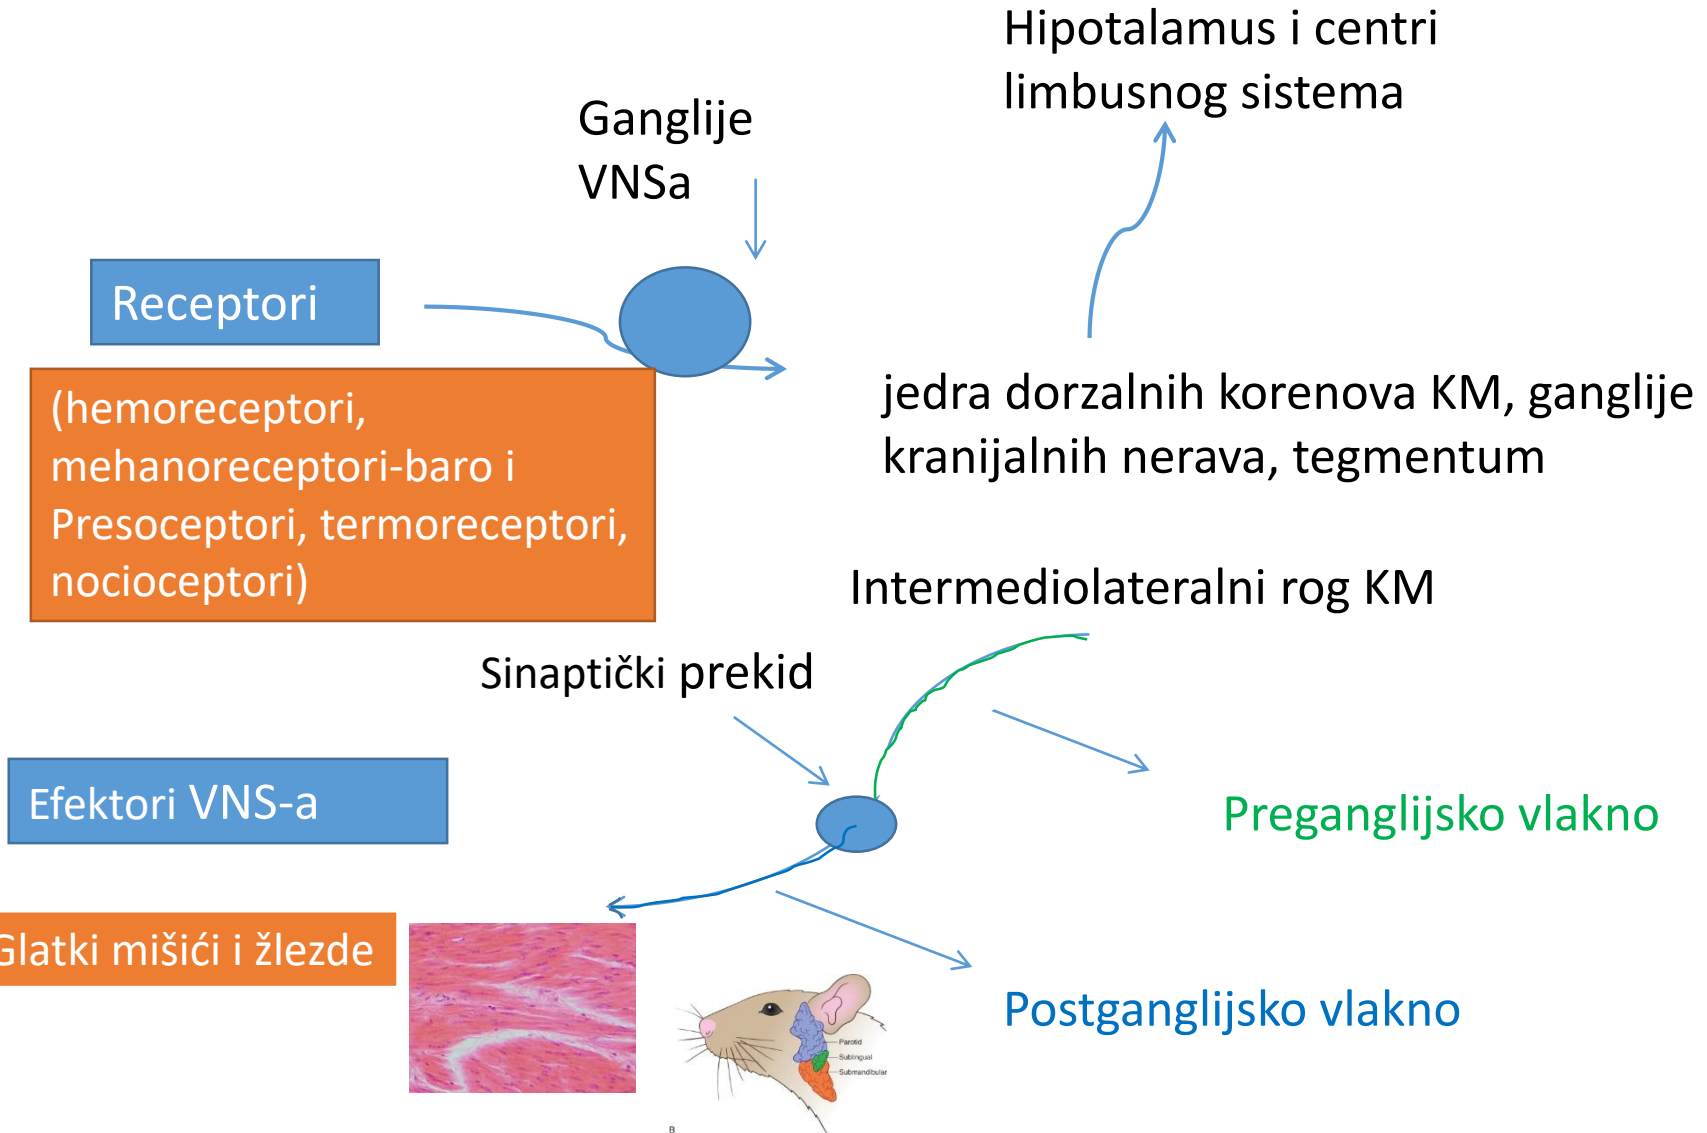 Hipotalamus i centri
limbusnog sistema
Ganglije
VNSa
Receptori
(hemoreceptori,
mehanoreceptori-baro i
Presoceptori, termoreceptori,
nocioceptori)
jedra dorzalnih korenova KM, ganglije
kranijalnih nerava, tegmentum
Intermediolateralni rog KM
Sinaptički prekid
Efektori VNS-a
Preganglijsko vlakno
Glatki mišići i žlezde
Postganglijsko vlakno
Parotid
Sublingual
Submandibular
B